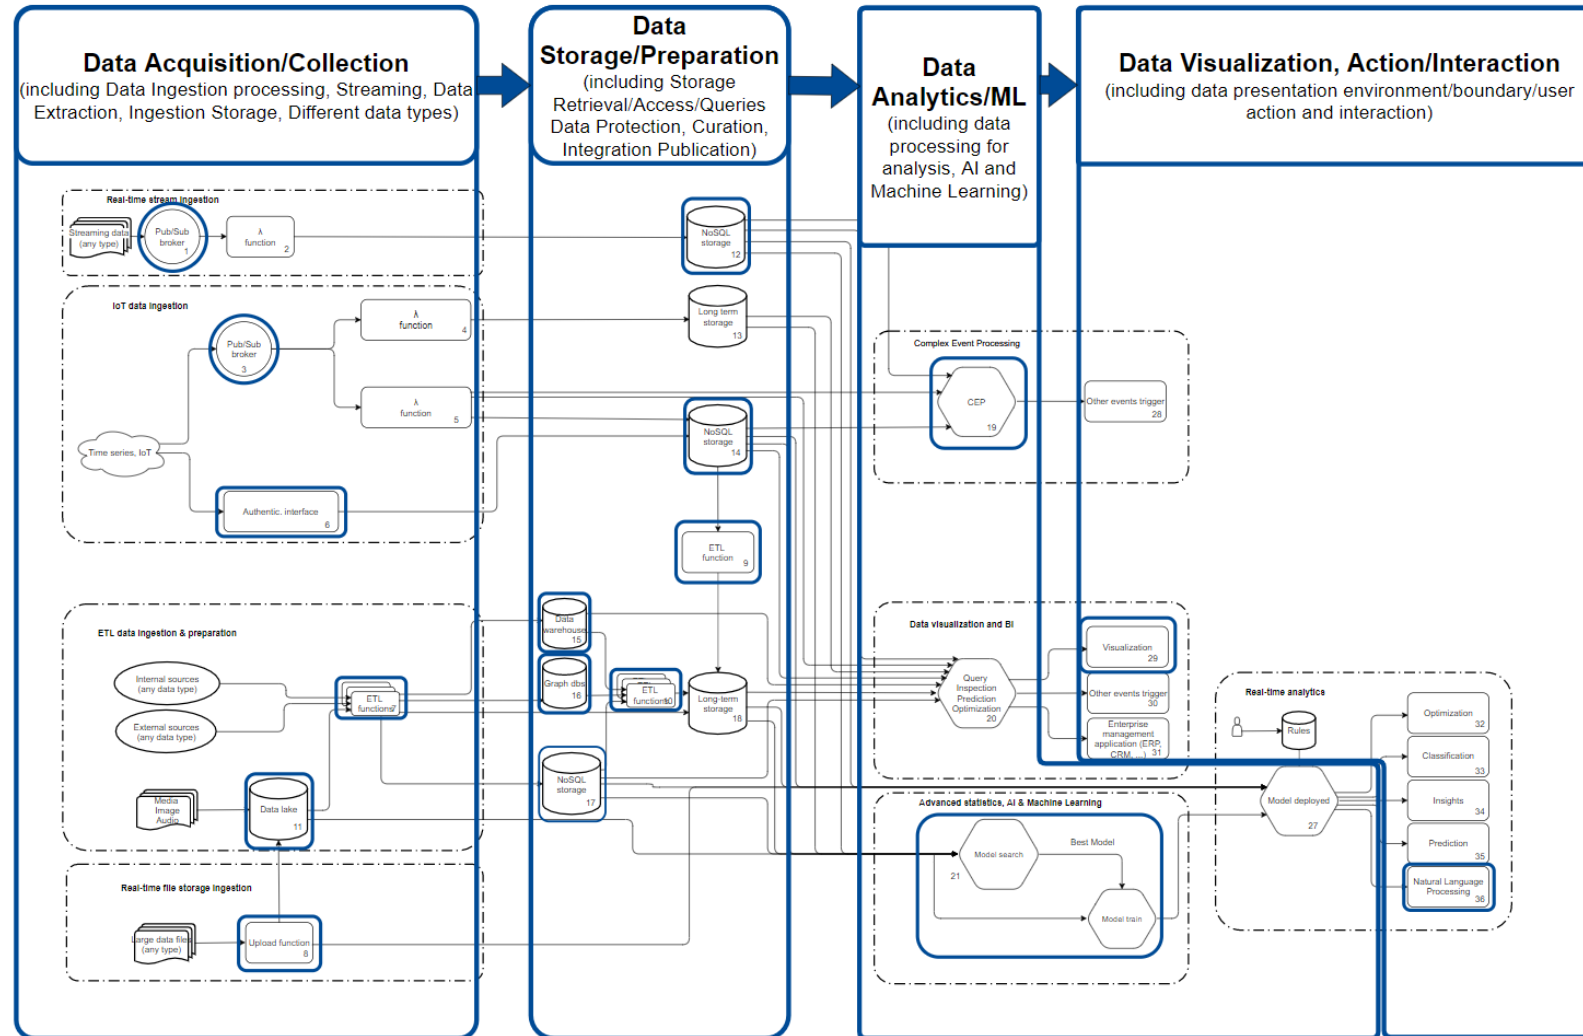 Data Acquisition/Collection
(including Data Ingestion processing, Streaming, Data
Extraction, Ingestion Storage, Different data types)
Data
Storage/Preparation
(including Storage
Retrieval/Access/Queries
Data Protection, Curation,
Integration Publication)
Data
Analytics/ML
(including data
processing for
analysis, AI and
Machine Learning)
Data Visualization, Action/Interaction
(including data presentation environment/boundary/user
action and interaction)
Real-time stream ingestion
Streaming data
(any type)
Pub/Sub
broker
1
λ
function
2
NoSQL
storage
12
IoT data ingestion
Pub/Sub
broker
3
λ
function
4
λ
function
5
Time series, IoT
Authentic. interface
6
Long term
storage
13
NoSQL
storage
14
ETL
function
9
Complex Event Processing
CEP
19
Other events trigger
28
ETL data ingestion & preparation
Internal sources
(any data type)
External sources
(any data type)
ETL
functions
7
Media
Image
Audio
Data lake
11
Data
warehouse
15
Graph dbs
16
ETL
functions
10
Long-term
storage
18
NoSQL
storage
17
Data visualization and BI
Query
Inspection
Prediction
Optimization
20
Visualization
29
Other events trigger
30
Enterprise
management
application (ERP,
CRM, ...)
31
Real-time file storage ingestion
Large data files
(any type)
Upload function
8
Advanced statistics, AI & Machine Learning
Model search
21
Best Model
Model train
Real-time analytics
Rules
Model deployed
27
Optimization
32
Classification
33
Insights
34
Prediction
35
Natural Language
Processing
36